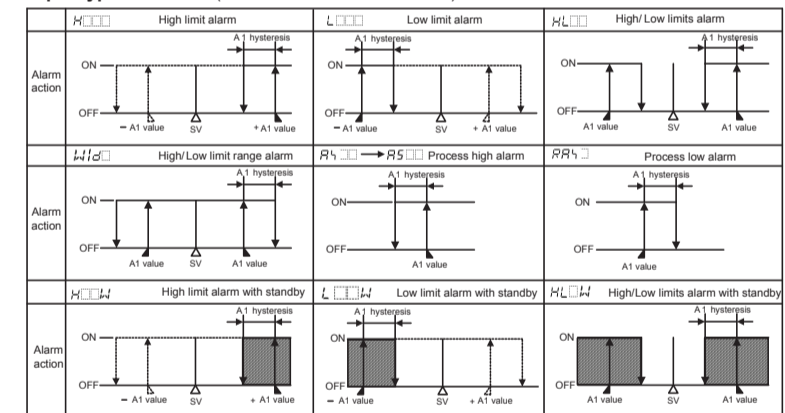 H□□□ High limit alarm
L□□□ Low limit alarm
HL□□ High/ Low limits alarm
Alarm
action
A1 hysteresis
ON
OFF
− A1 value
SV
+ A1 value
A1 hysteresis
ON
OFF
− A1 value
SV
+ A1 value
A1 hysteresis
ON
OFF
A1 value
SV
A1 value
High/Low limit range alarm
Process high alarm
Process low alarm
Alarm
action
A1 hysteresis
ON
OFF
A1 value
SV
A1 value
A1 hysteresis
ON
OFF
A1 value
A1 hysteresis
ON
OFF
A1 value
H□□W High limit alarm with standby
L□□W Low limit alarm with standby
HL□W High/Low limits alarm with standby
Alarm
action
A1 hysteresis
ON
OFF
− A1 value
SV
+ A1 value
A1 hysteresis
ON
OFF
− A1 value
SV
+ A1 value
A1 hysteresis
ON
OFF
A1 value
SV
A1 value